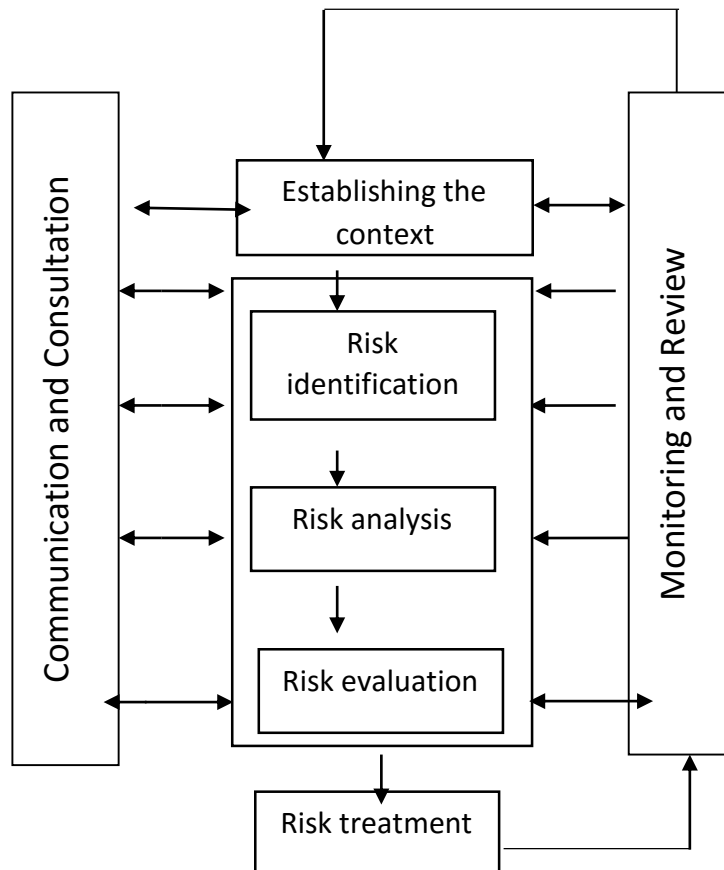 Communication and Consultation
Establishing the
context
Risk
identification
Risk analysis
Risk evaluation
Risk treatment
Monitoring and Review